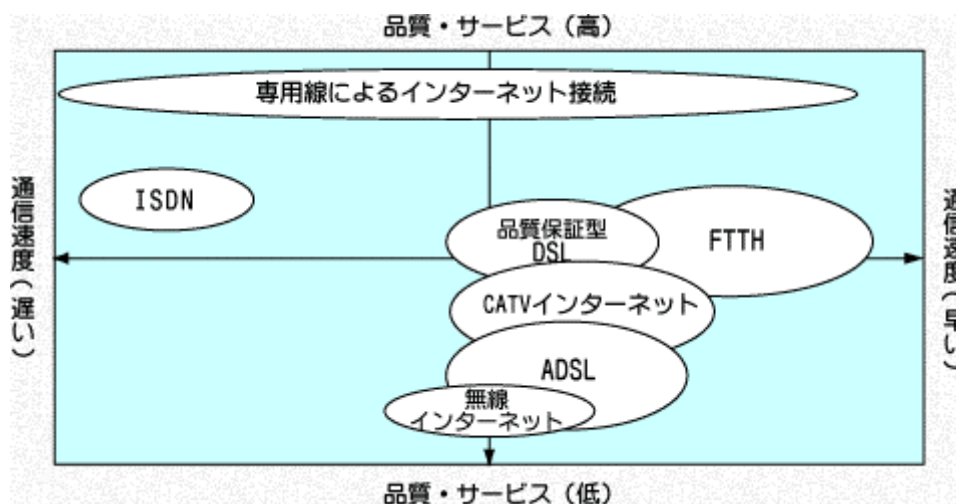 品質・サービス（高）
専用線によるインターネット接続
通信速度（遅い）
ISDN
品質保証型
DSL
FTTH
通信速度（早い）
CATVインターネット
ADSL
無線
インターネット
品質・サービス（低）